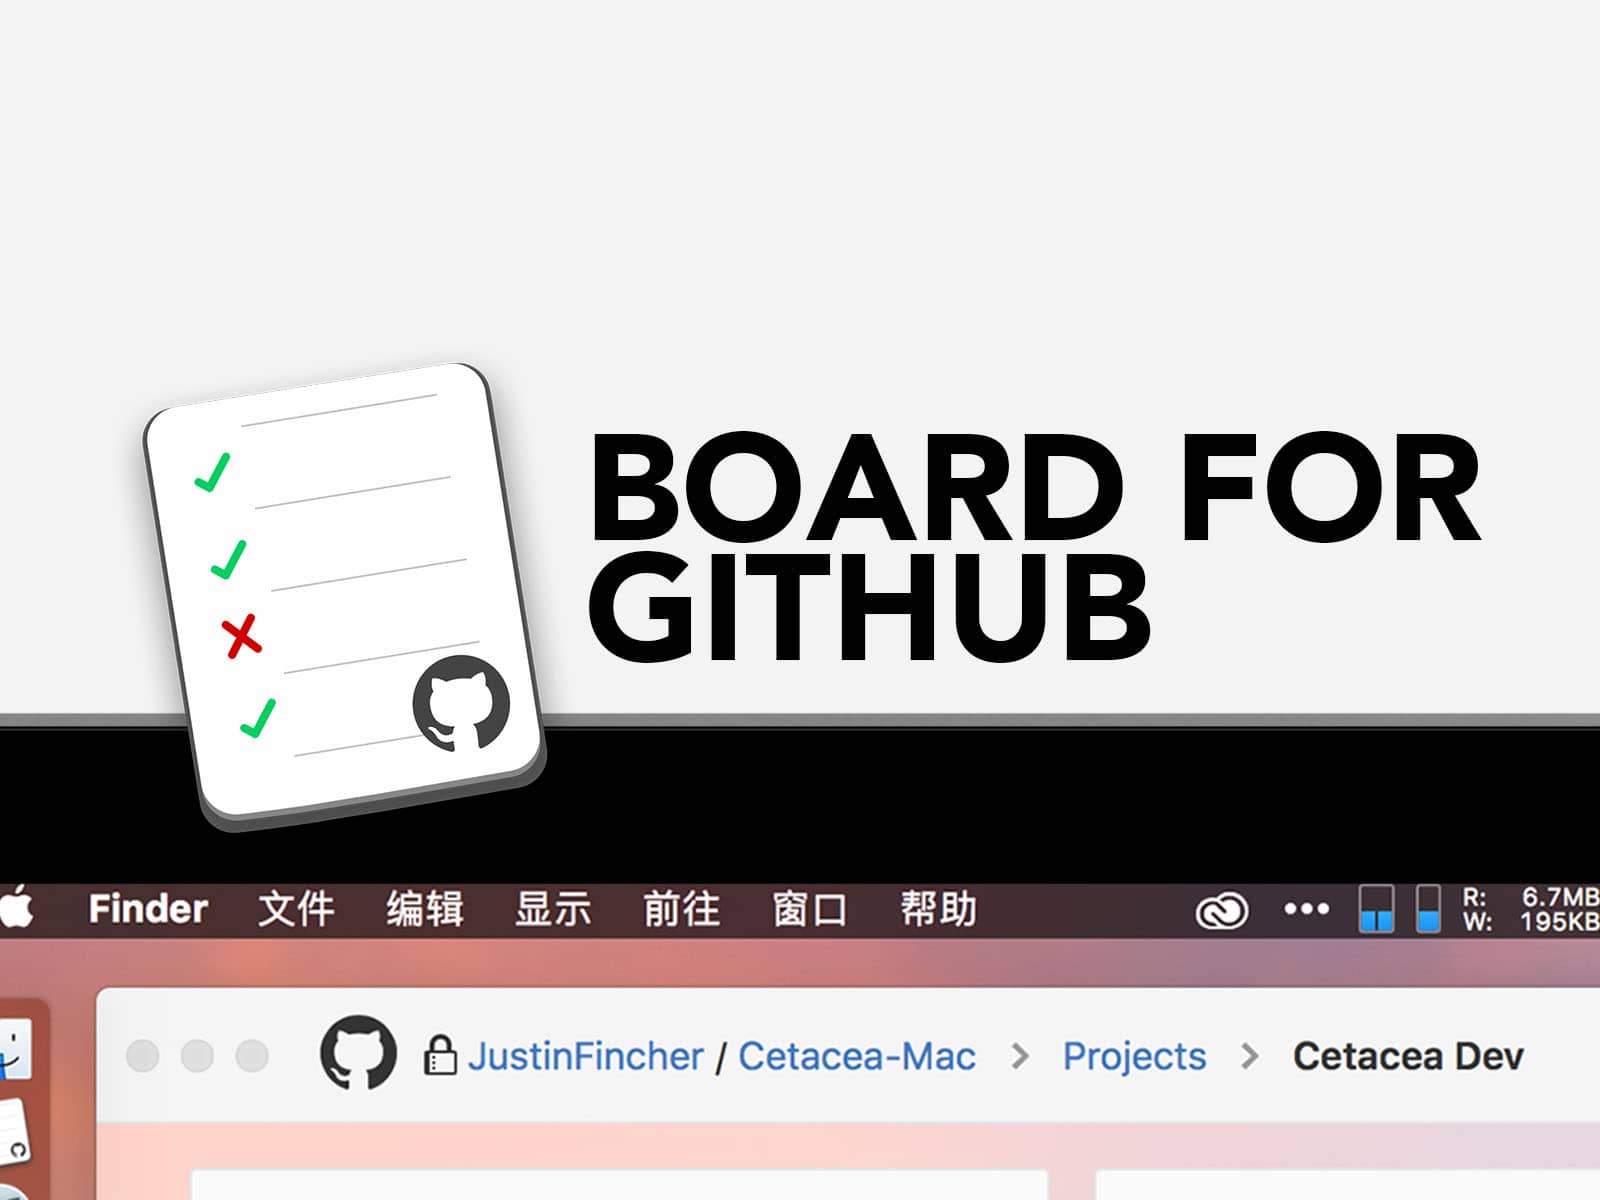 BOARD FOR
GITHUB
Finder 文件 编辑 显示 前往 窗口 帮助 ••• R: 6.7MB
W: 195KB
JustinFincher / Cetacea-Mac > Projects > Cetacea Dev